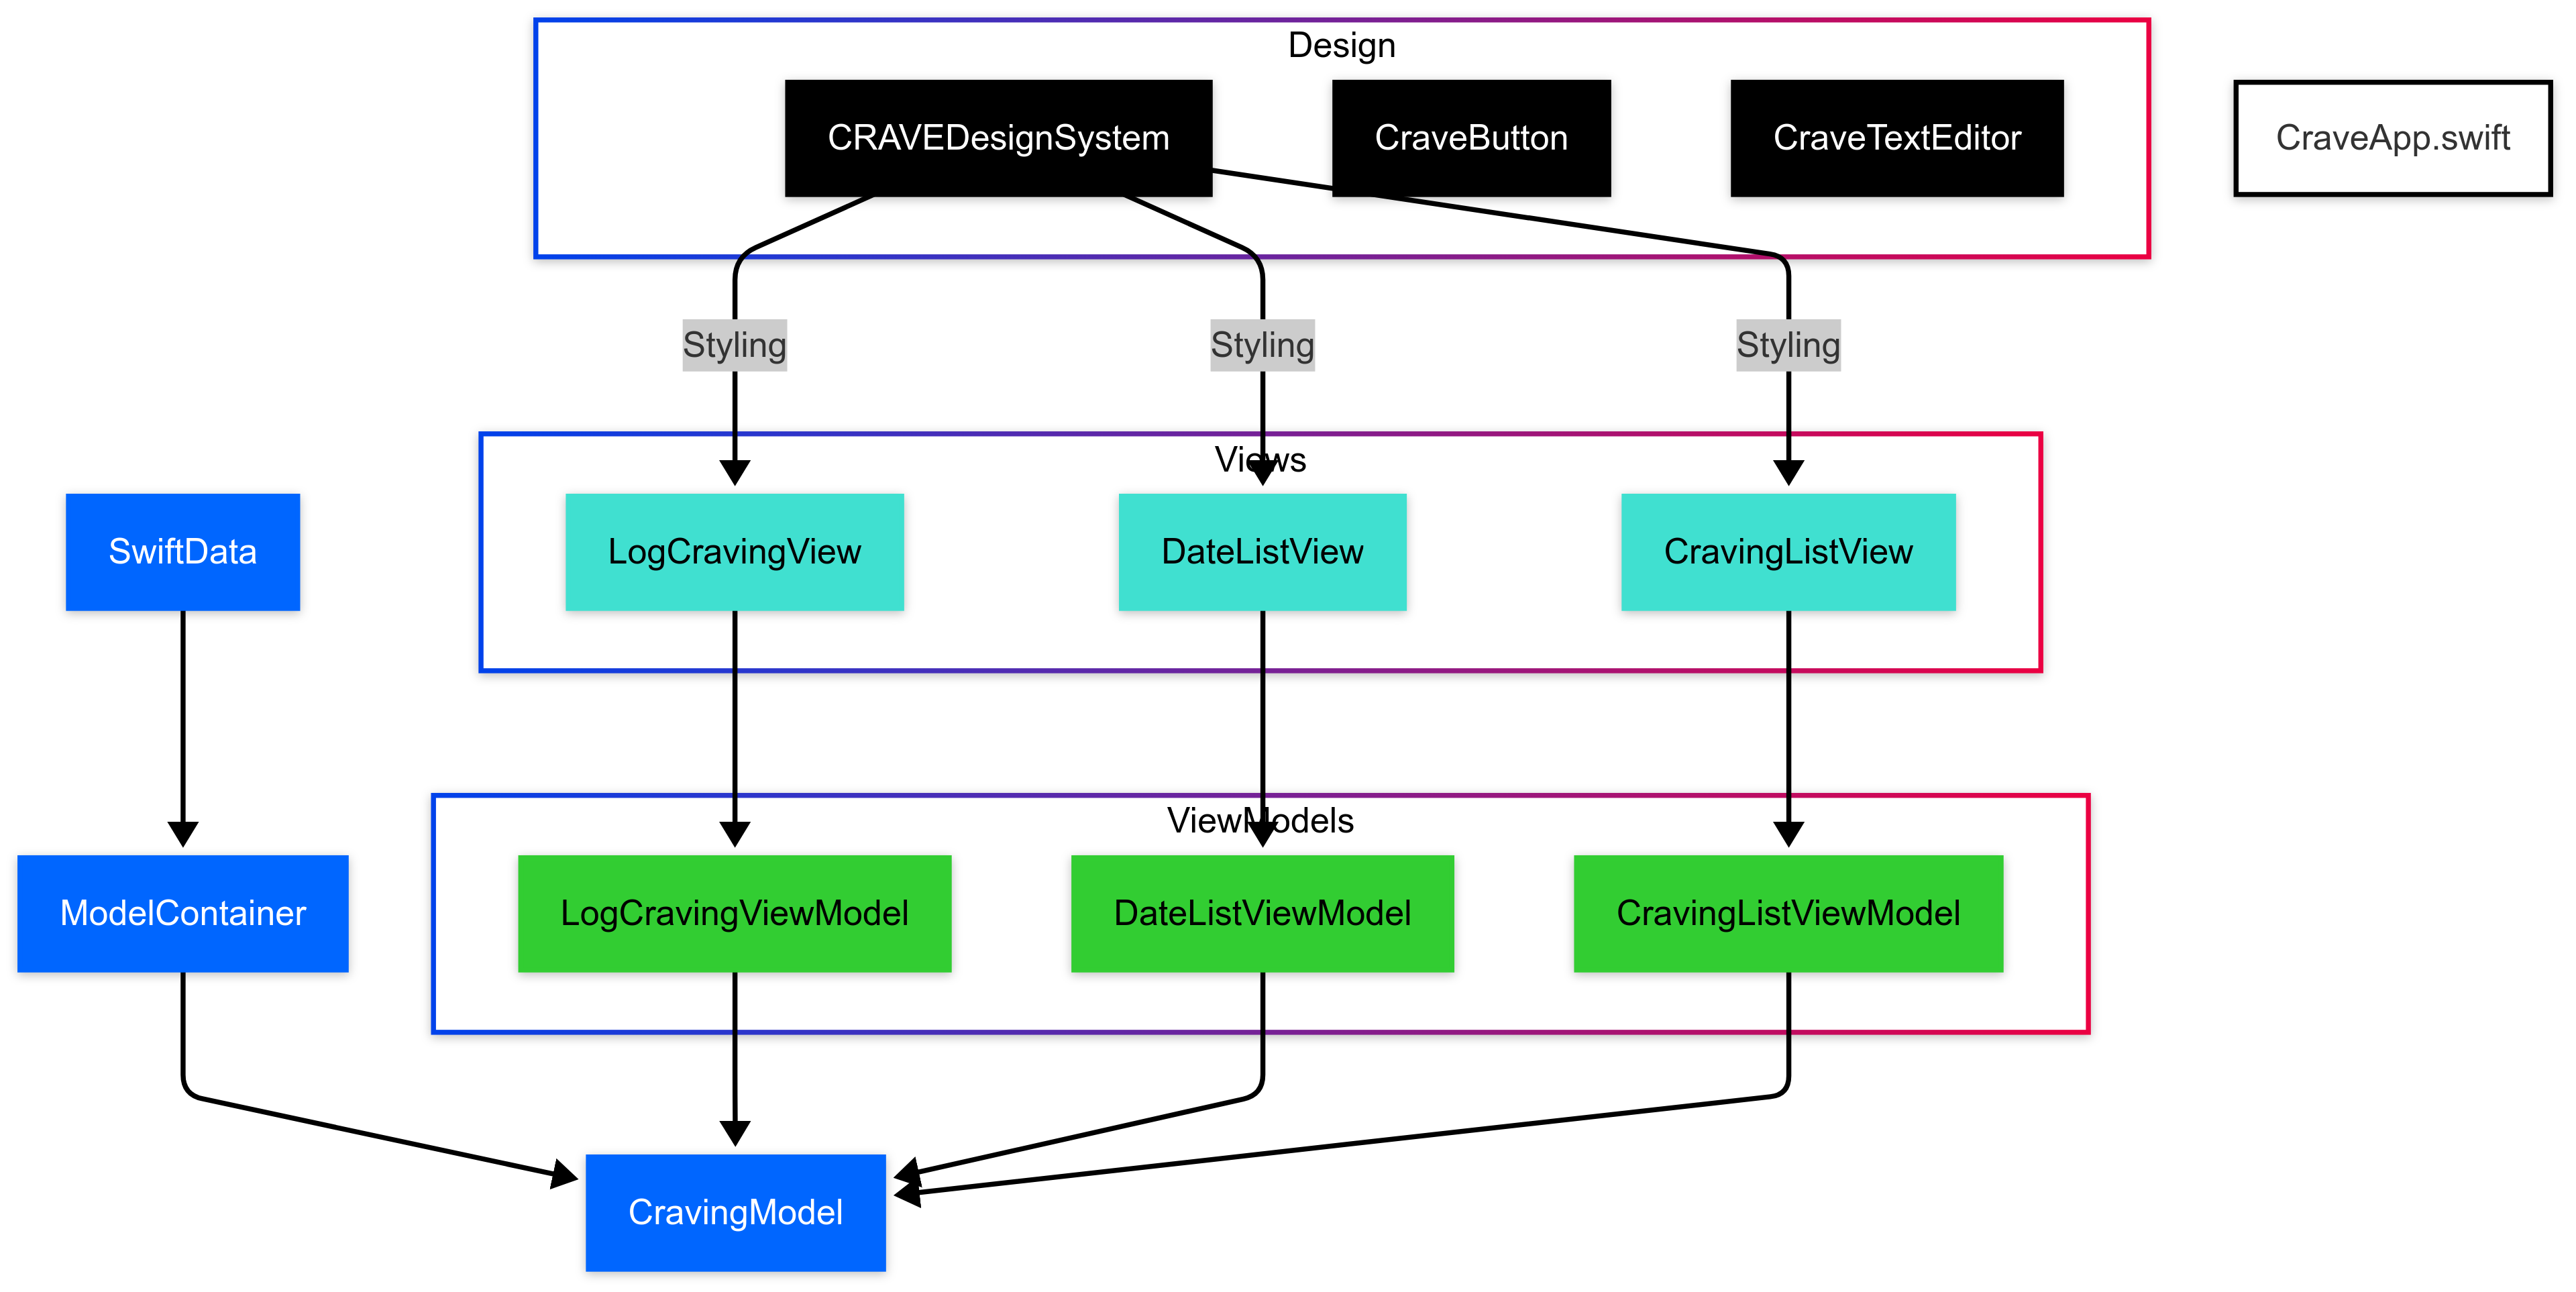 Design
CRAVEDesignSystem
CraveButton
CraveTextEditor
CraveApp.swift
Styling
Styling
Styling
Views
SwiftData
LogCravingView
DateListView
CravingListView
ViewModels
ModelContainer
LogCravingViewModel
DateListViewModel
CravingListViewModel
CravingModel